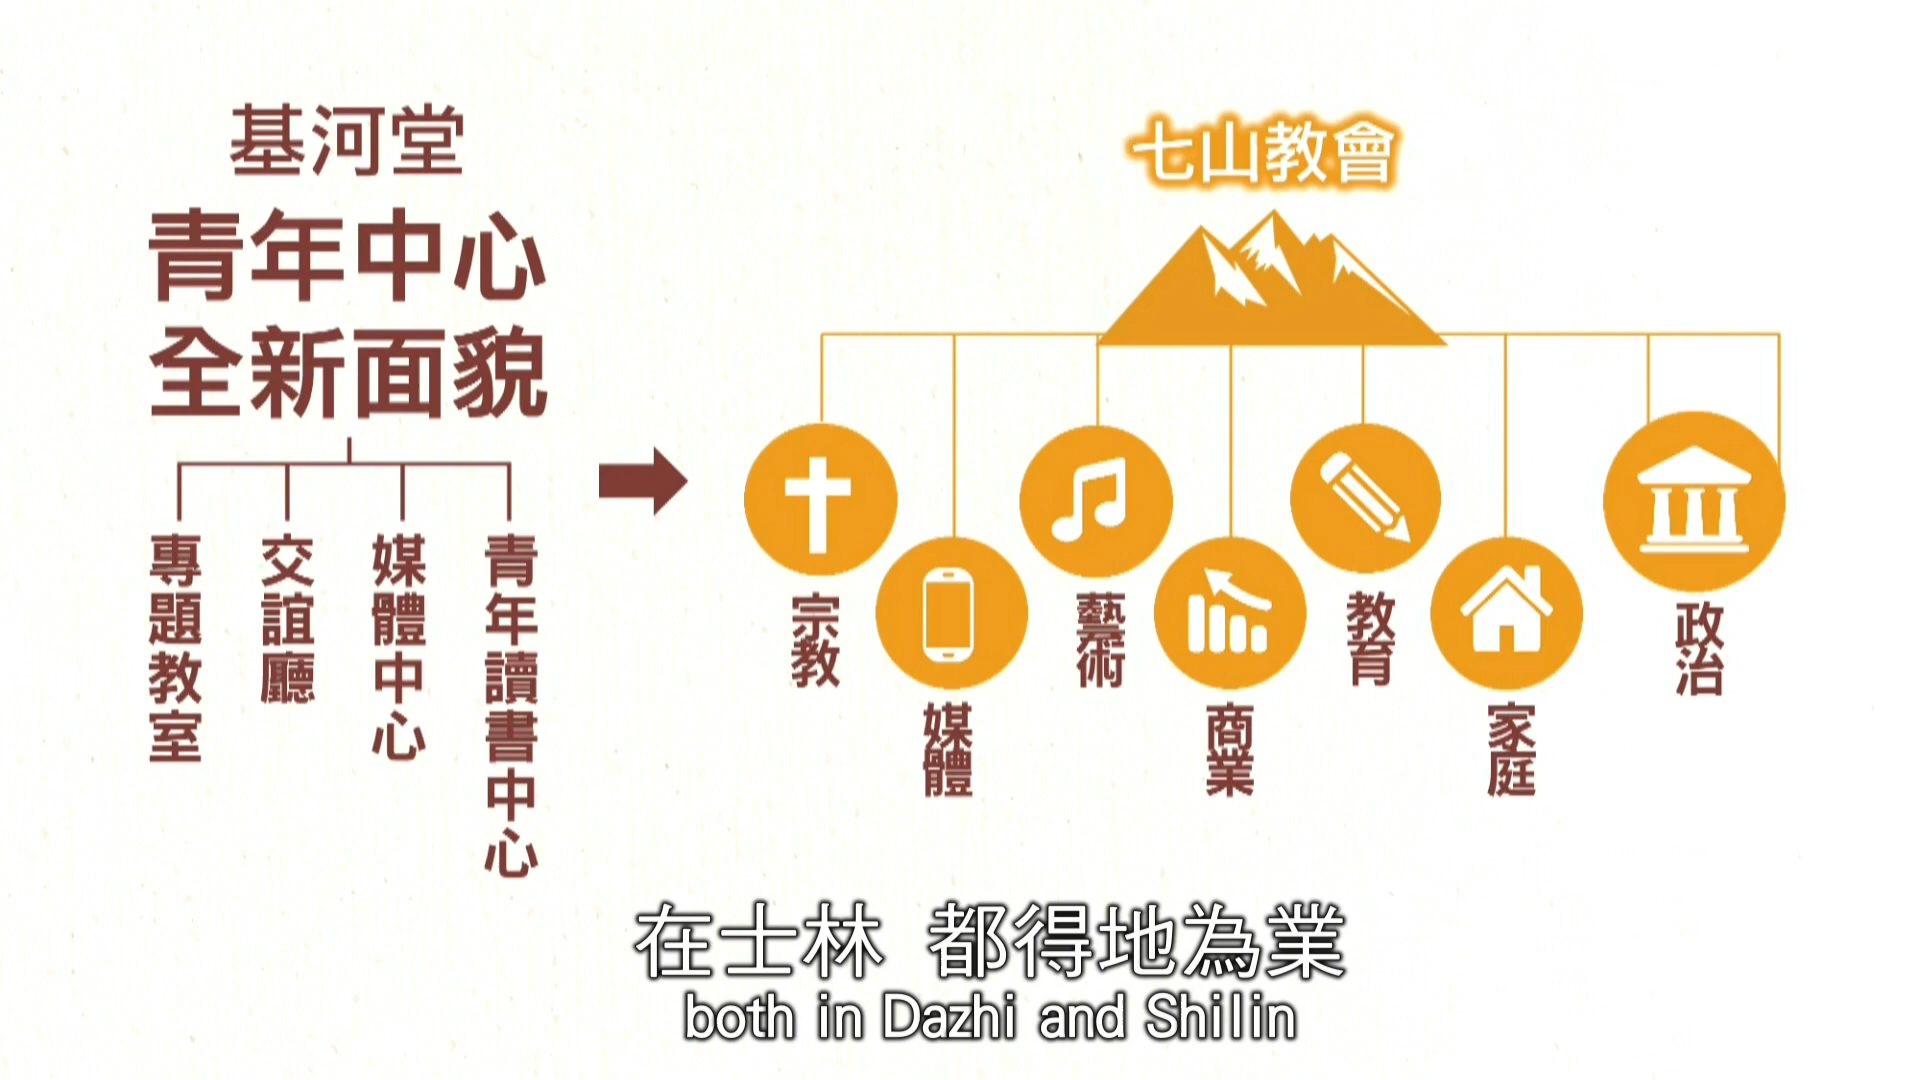 基河堂
青年中心
全新面貌
專題教室
交誼廳
媒體中心
青年讀書中心
七山教會
宗教
媒體
藝術
商業
教育
家庭
政治
在士林 都得地為業
both in Dazhi and Shilin